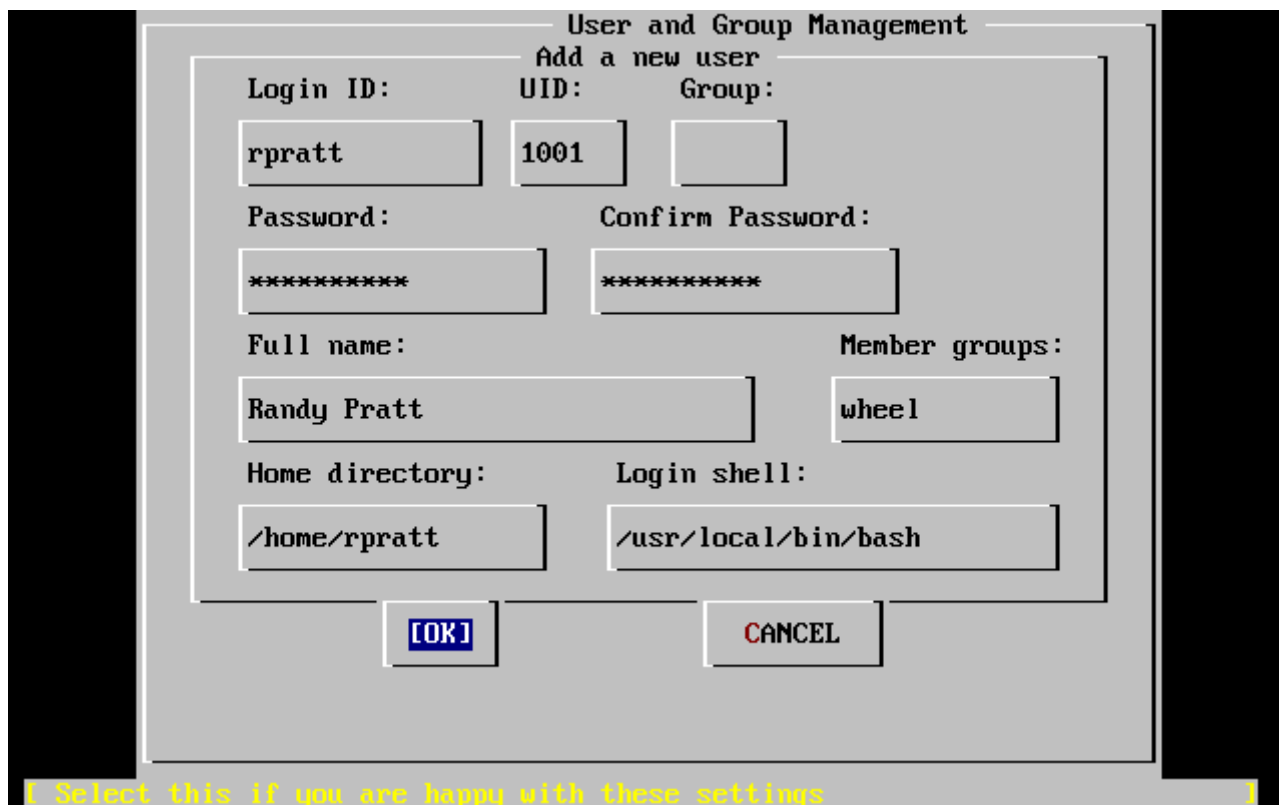 User and Group Management
Add a new user
Login ID: UID: Group:
rpratt 1001
Password: Confirm Password:
********** **********
Full name: Member groups:
Randy Pratt wheel
Home directory: Login shell:
/home/rpratt /usr/local/bin/bash
[OK] CANCEL
[ Select this if you are happy with these settings ]